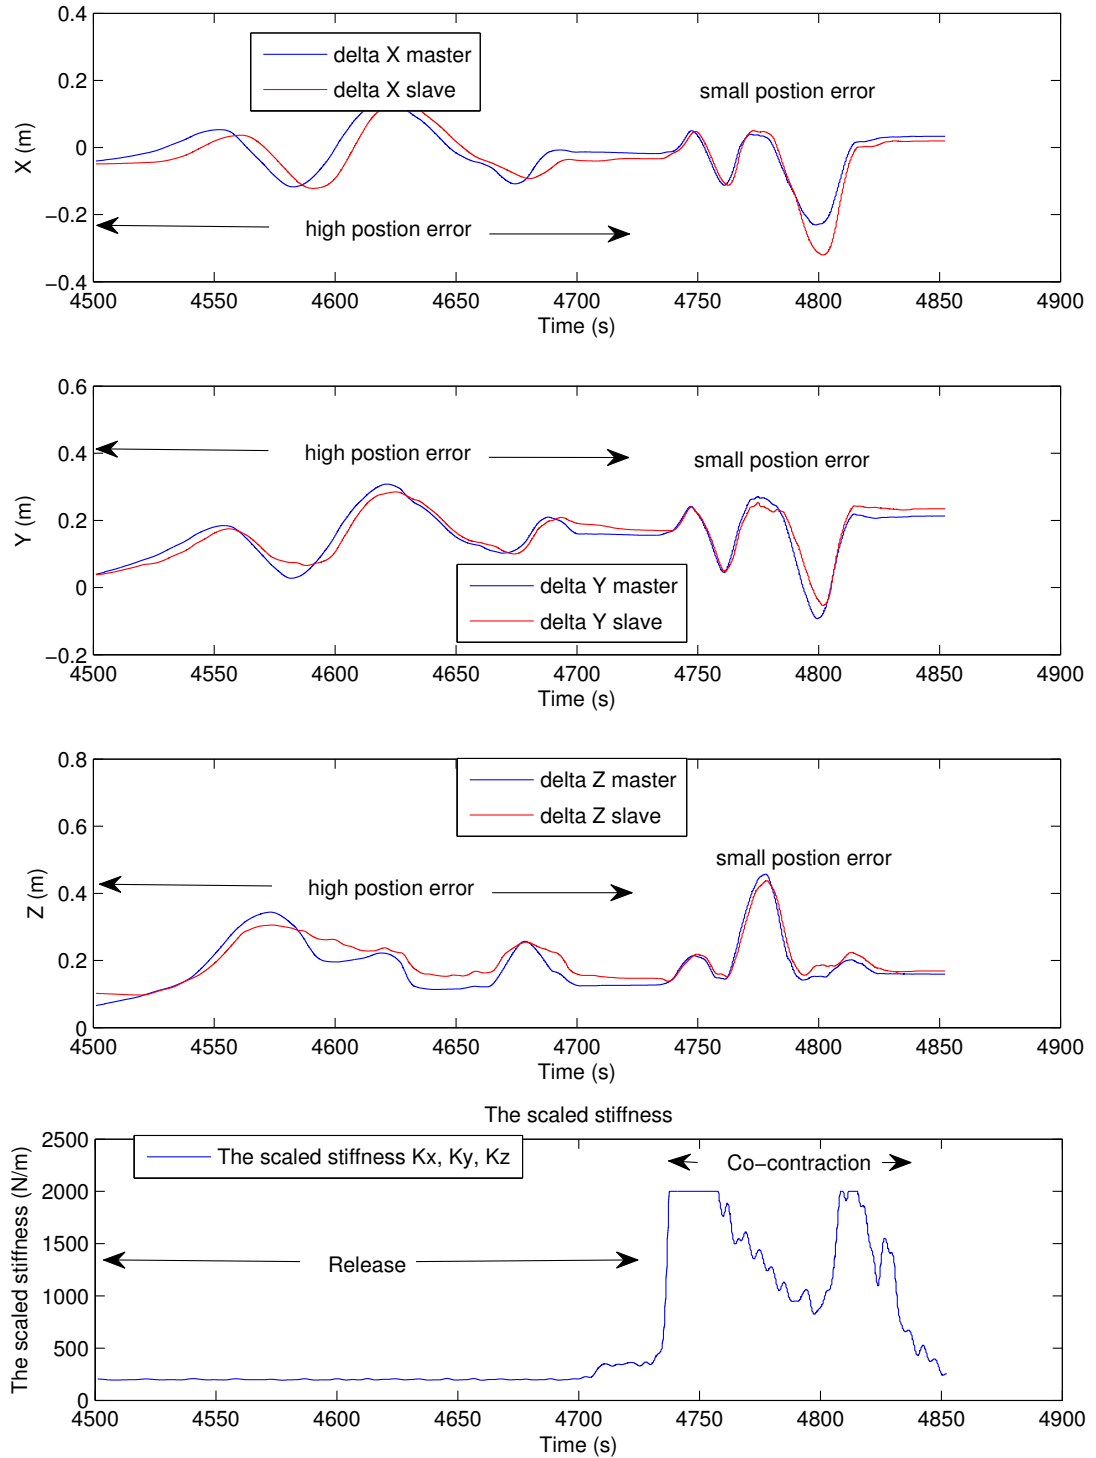 0.4
delta X master
delta X slave
small postion error
0.2
0
−0.2
−0.4
X (m)
high postion error
4500 4550 4600 4650 4700 4750 4800 4850 4900
Time (s)
0.6
0.4
0.2
0
−0.2
Y (m)
high postion error
small postion error
delta Y master
delta Y slave
4500 4550 4600 4650 4700 4750 4800 4850 4900
Time (s)
0.8
0.6
0.4
0.2
0
Z (m)
delta Z master
delta Z slave
small postion error
high postion error
4500 4550 4600 4650 4700 4750 4800 4850 4900
Time (s)
The scaled stiffness
2500
2000
1500
1000
500
0
The scaled stiffness (N/m)
The scaled stiffness Kx, Ky, Kz
Co−contraction
Release
4500 4550 4600 4650 4700 4750 4800 4850 4900
Time (s)